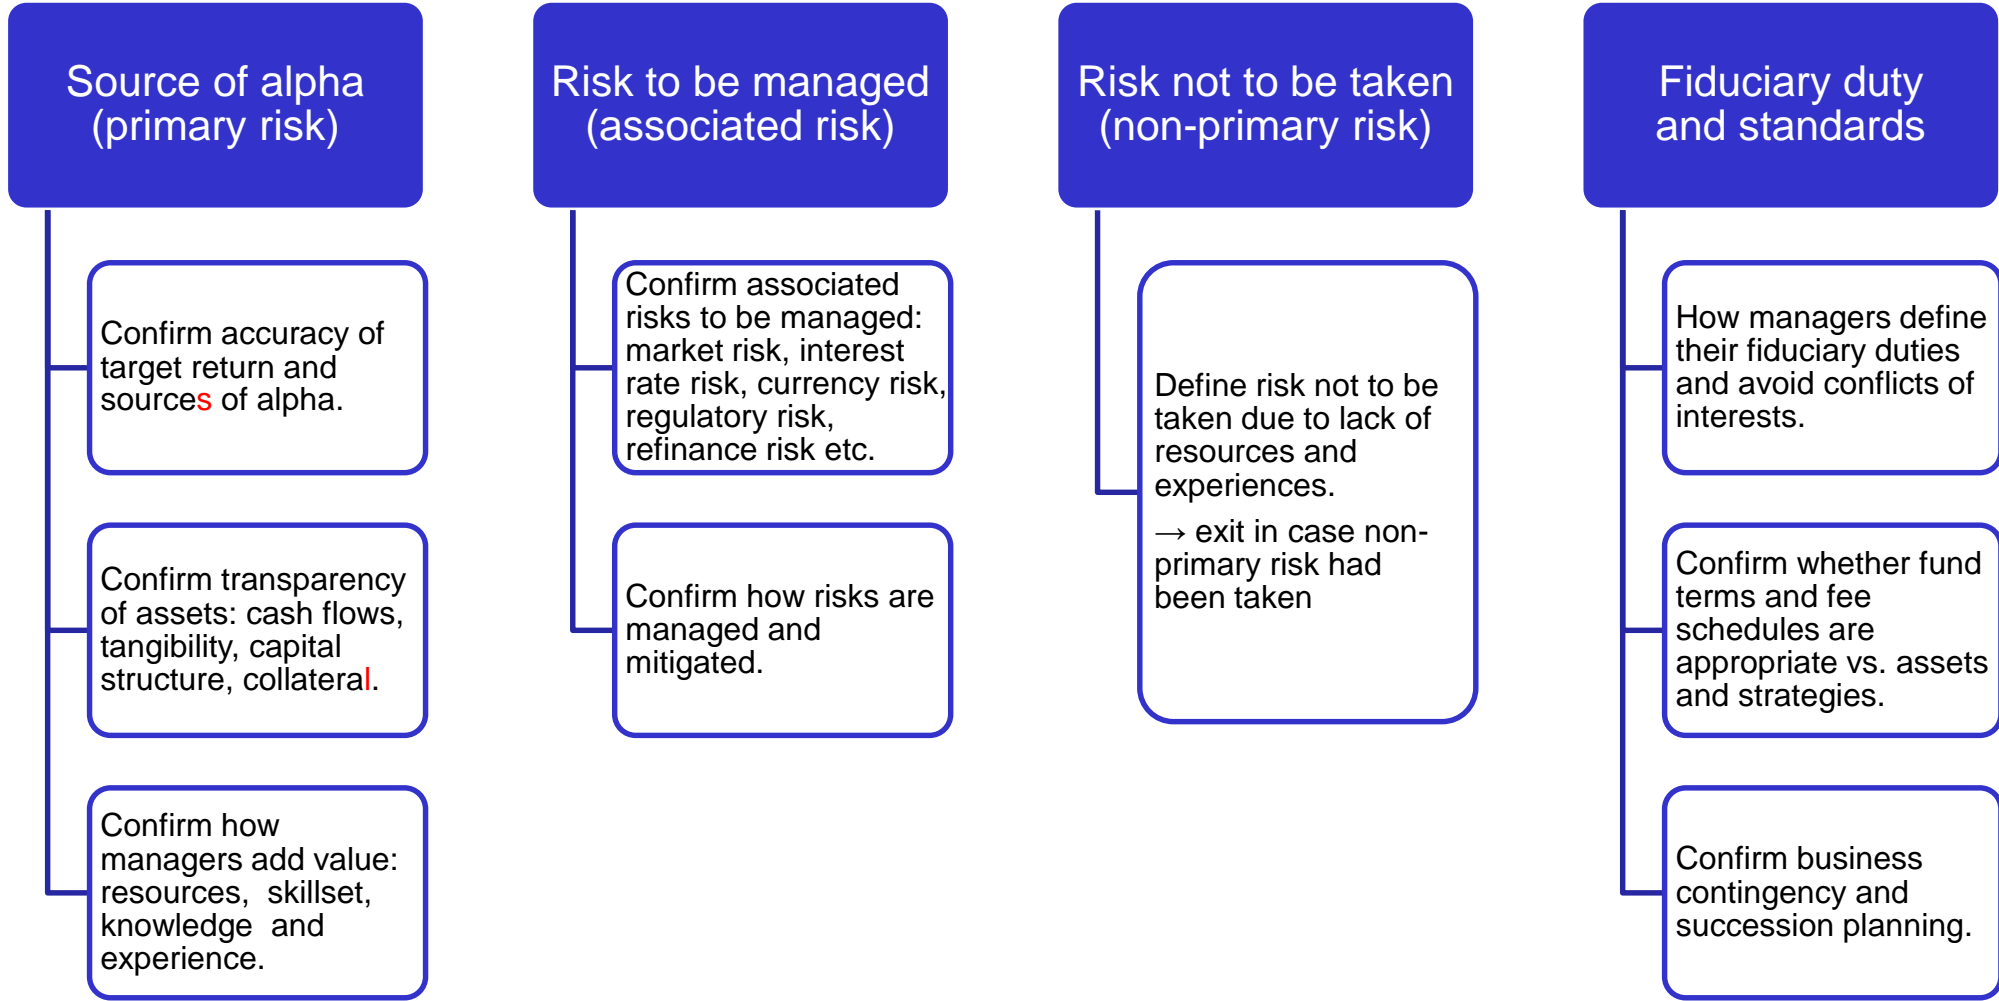 Source of alpha
(primary risk)
Confirm accuracy of
target return and
sources of alpha.
Confirm transparency
of assets: cash flows,
tangibility, capital
structure, collateral.
Confirm how
managers add value:
resources,  skillset,
knowledge  and
experience.
Risk to be managed
(associated risk)
Confirm associated
risks to be managed:
market risk, interest
rate risk, currency risk,
regulatory risk,
refinance risk etc.
Confirm how risks are
managed and
mitigated.
Risk not to be taken
(non-primary risk)
Define risk not to be
taken due to lack of
resources and
experiences.
→ exit in case non-
primary risk had
been taken
Fiduciary duty
and standards
How managers define
their fiduciary duties
and avoid conflicts of
interests.
Confirm whether fund
terms and fee
schedules are
appropriate vs. assets
and strategies.
Confirm business
contingency and
succession planning.